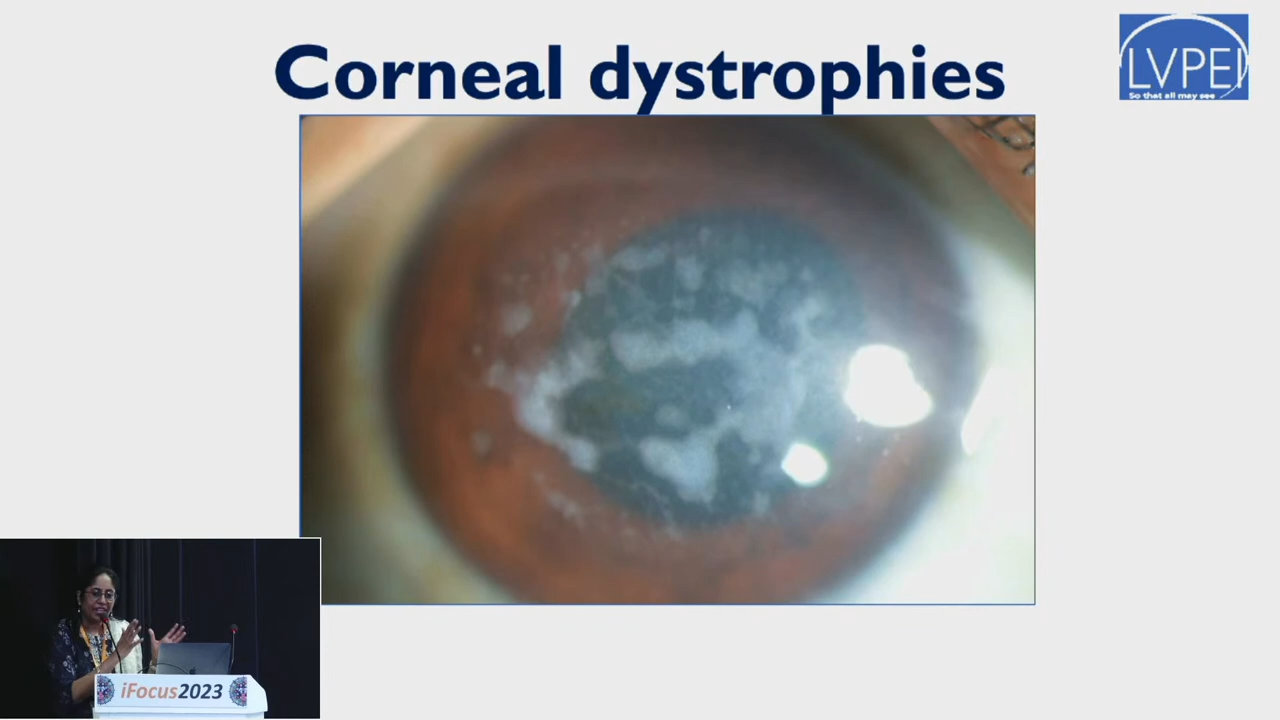 Corneal dystrophies
LVPEI
So that all may see
iFocus2023